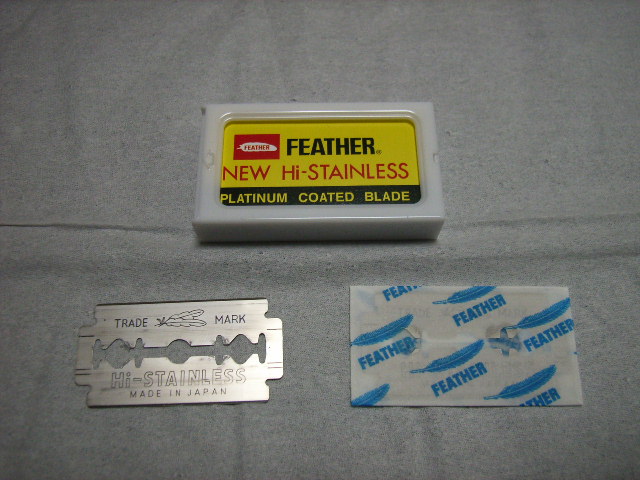 FEATHER
FEATHER®
NEW Hi-STAINLESS
PLATINUM COATED BLADE
TRADE MARK
Hi-STAINLESS
MADE IN JAPAN
FEATHER
FEATHER
FEATHER
FEATHER